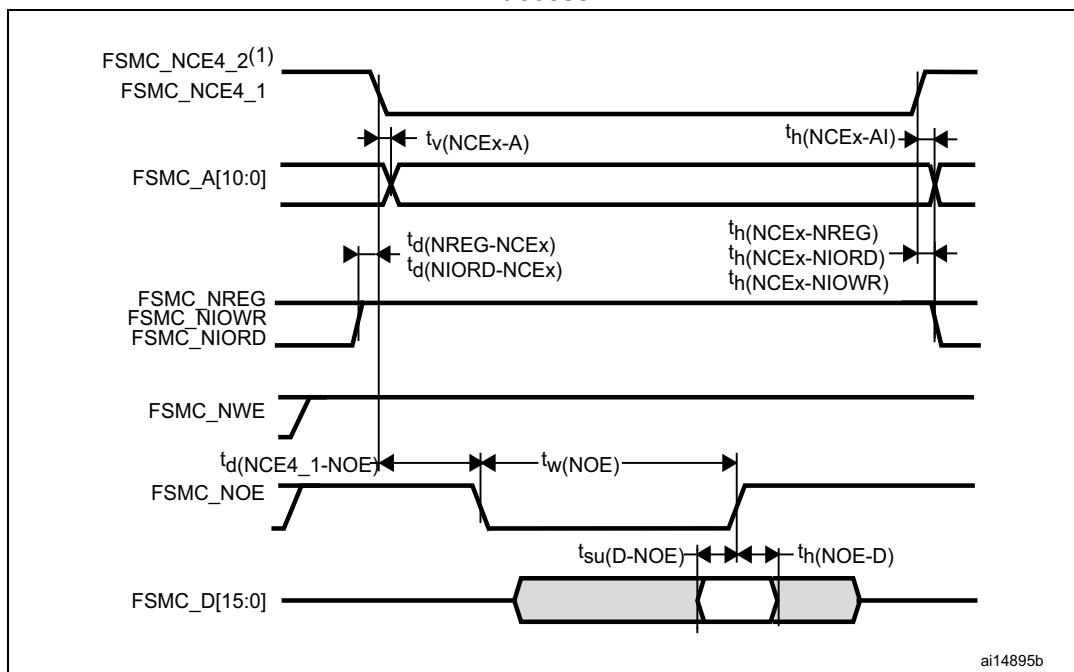 FSMC_NCE4_2(1)
FSMC_NCE4_1
tv(NCEx-A)
th(NCEx-AI)
FSMC_A[10:0]
td(NREG-NCEx)
td(NIORD-NCEx)
th(NCEx-NREG)
th(NCEx-NIORD)
th(NCEx-NIOWR)
FSMC_NREG
FSMC_NIOWR
FSMC_NIORD
FSMC_NWE
td(NCE4_1-NOE)
tw(NOE)
FSMC_NOE
tsu(D-NOE)
th(NOE-D)
FSMC_D[15:0]
ai14895b